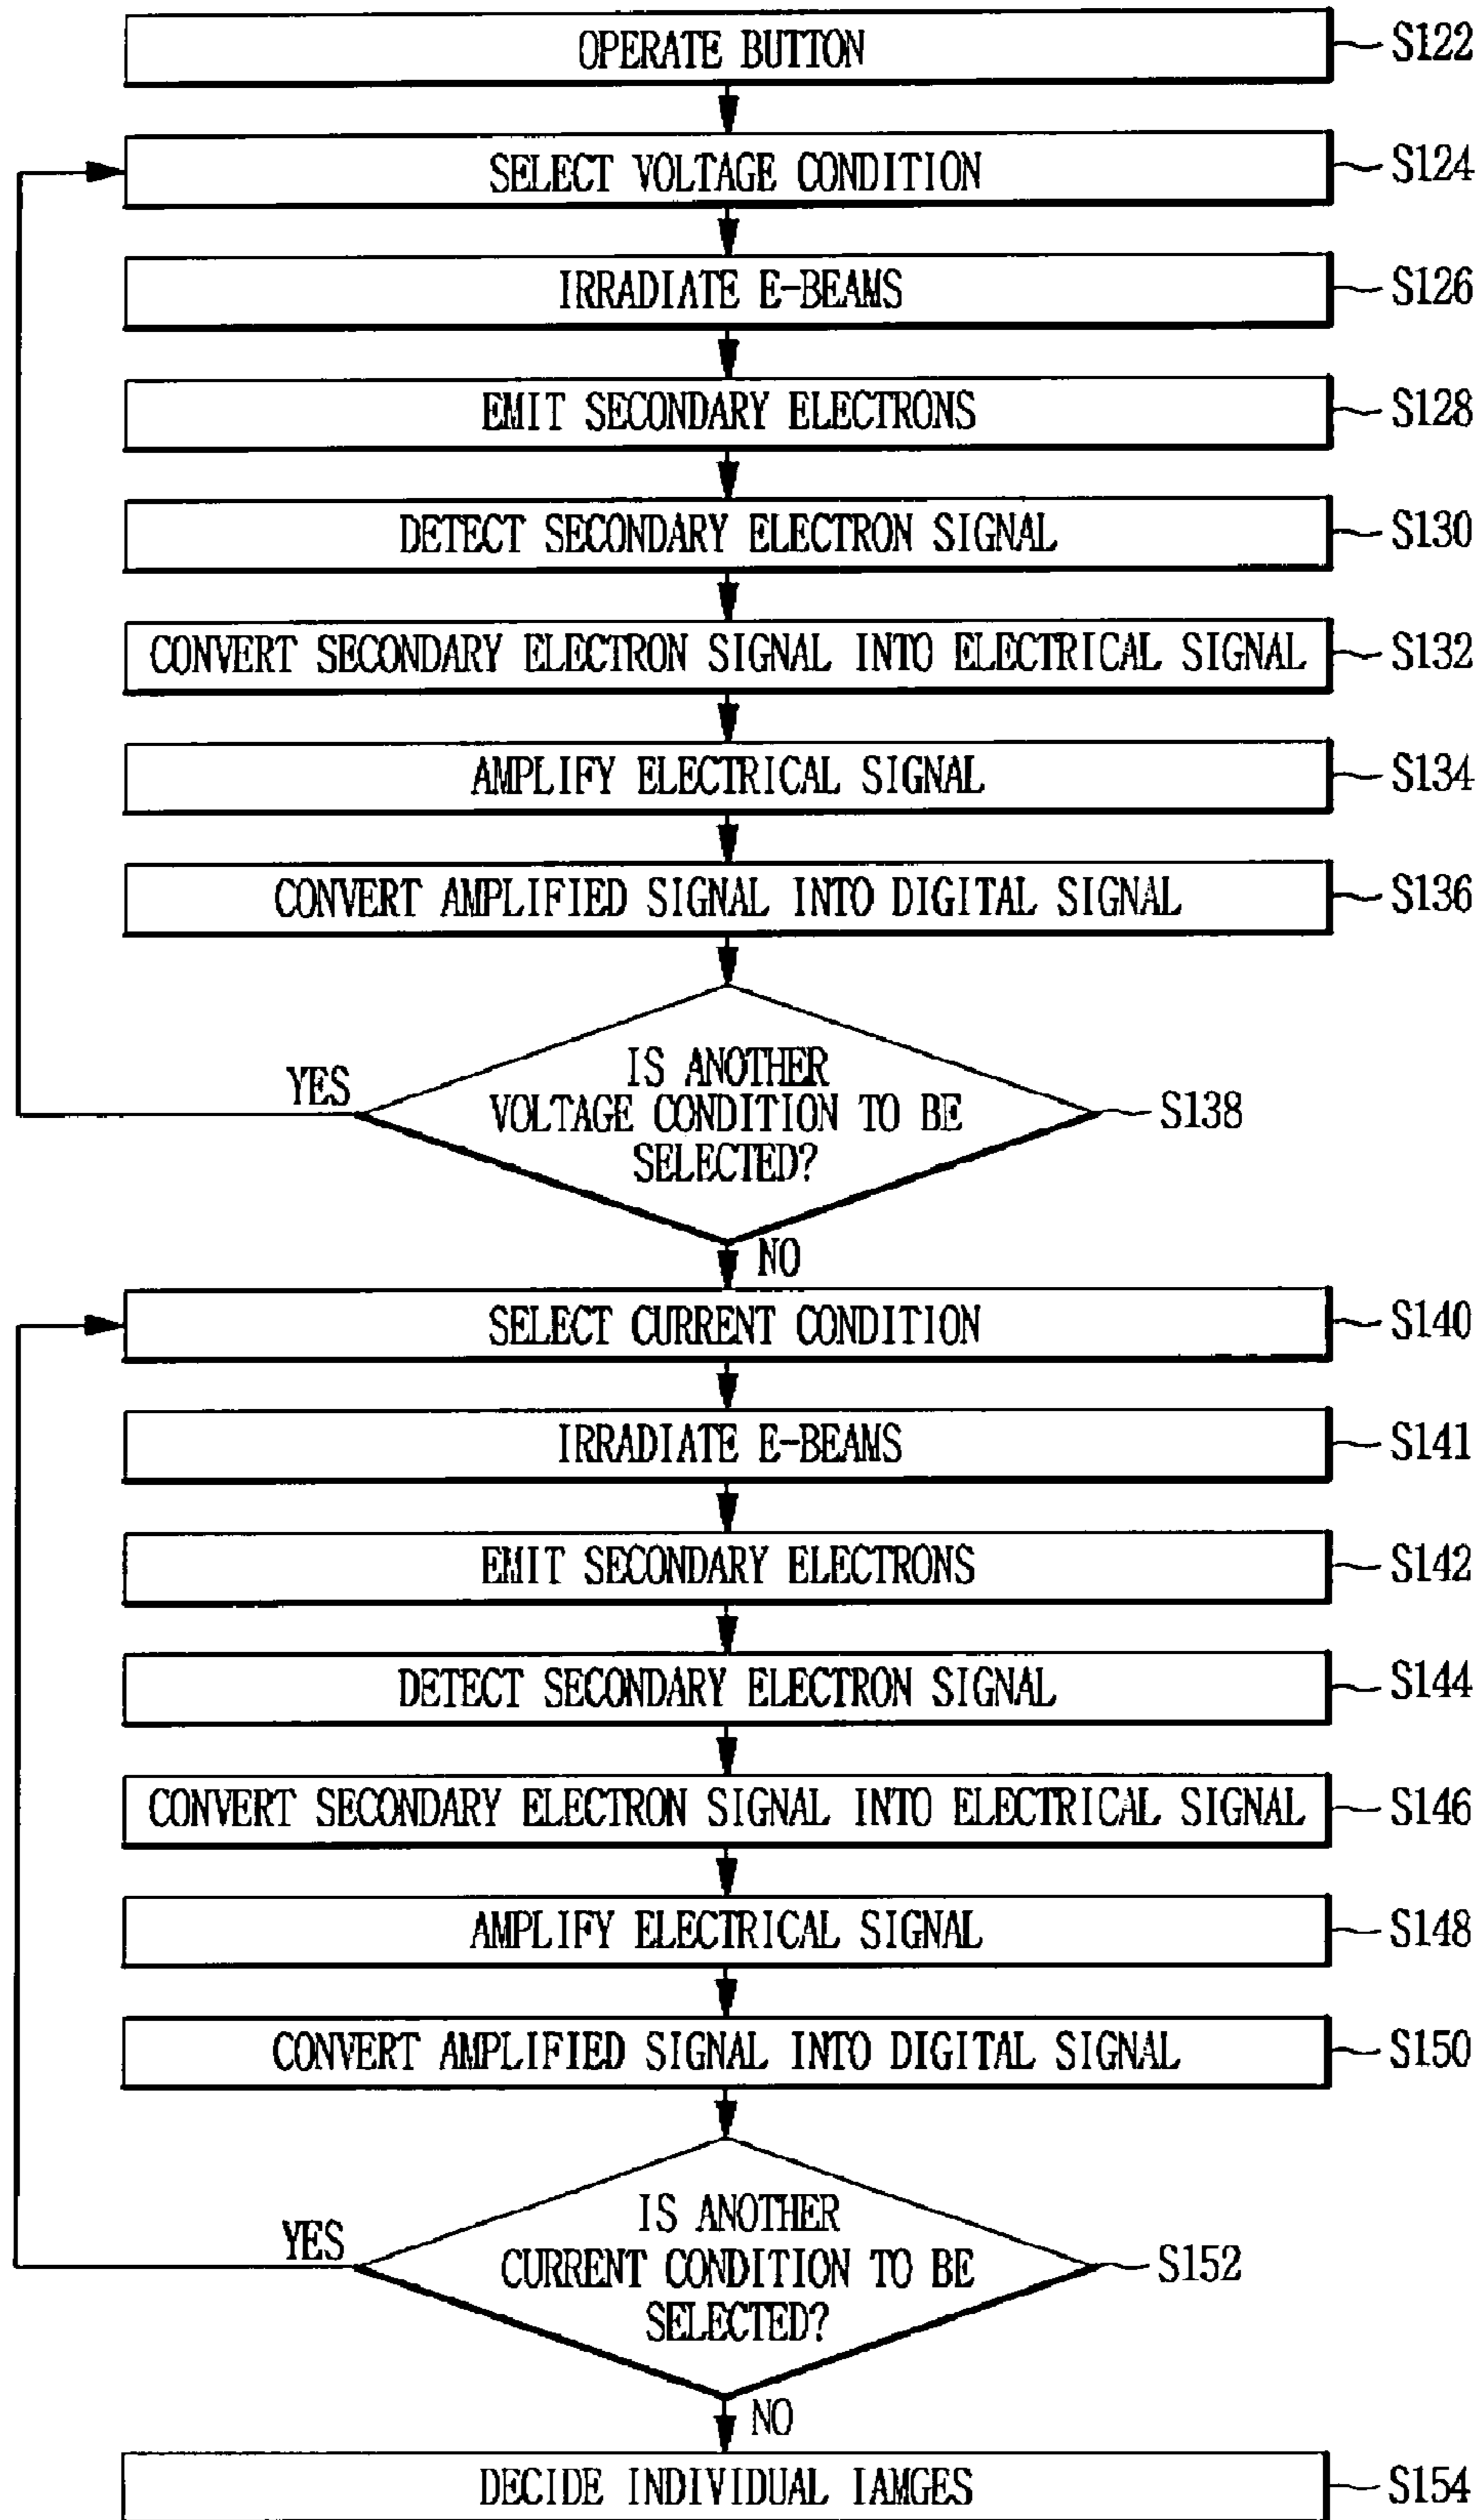 OPERATE BUTTON S122
SELECT VOLTAGE CONDITION S124
IRRADIATE E-BEAMS S126
EMIT SECONDARY ELECTRONS S128
DETECT SECONDARY ELECTRON SIGNAL S130
CONVERT SECONDARY ELECTRON SIGNAL INTO ELECTRICAL SIGNAL S132
AMPLIFY ELECTRICAL SIGNAL S134
CONVERT AMPLIFIED SIGNAL INTO DIGITAL SIGNAL S136
IS ANOTHER
YES VOLTAGE CONDITION TO BE S138
SELECTED?
NO
SELECT CURRENT CONDITION S140
IRRADIATE E-BEAMS S141
EMIT SECONDARY ELECTRONS S142
DETECT SECONDARY ELECTRON SIGNAL S144
CONVERT SECONDARY ELECTRON SIGNAL INTO ELECTRICAL SIGNAL S146
AMPLIFY ELECTRICAL SIGNAL S148
CONVERT AMPLIFIED SIGNAL INTO DIGITAL SIGNAL S150
IS ANOTHER
YES CURRENT CONDITION TO BE S152
SELECTED?
NO
DECIDE INDIVIDUAL IAMGES S154